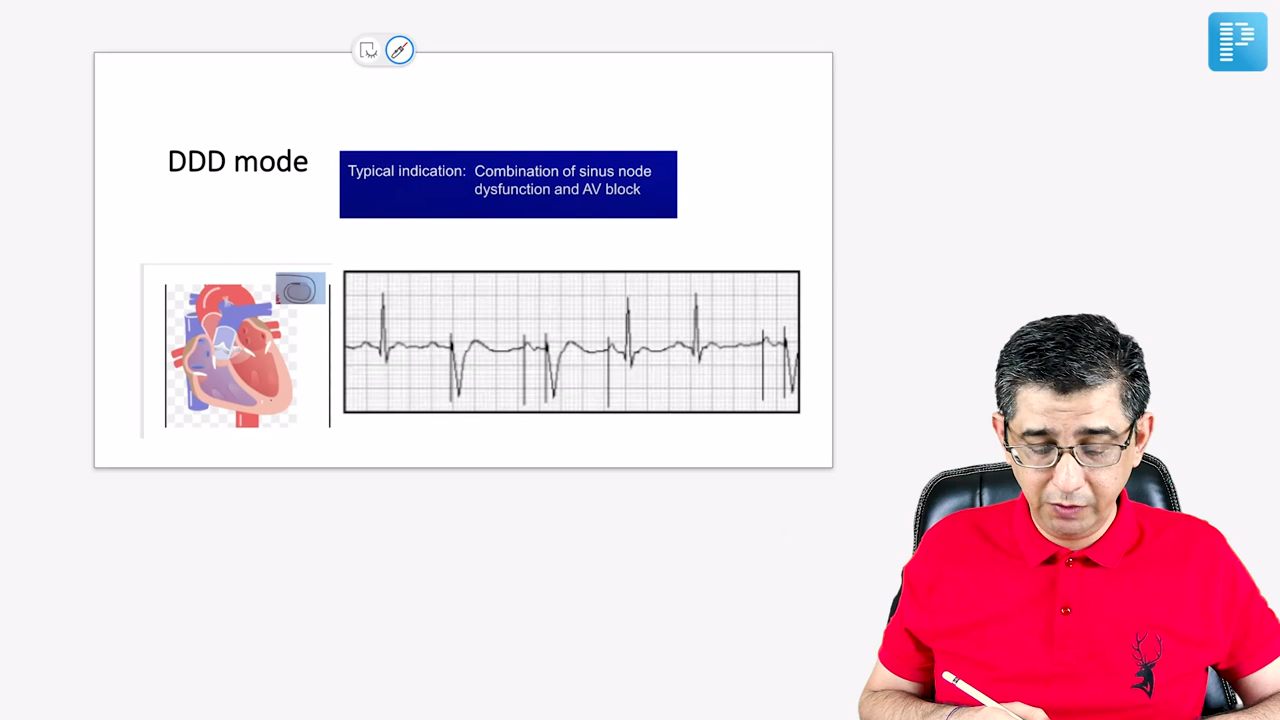 DDD mode
Typical indication: Combination of sinus node
dysfunction and AV block